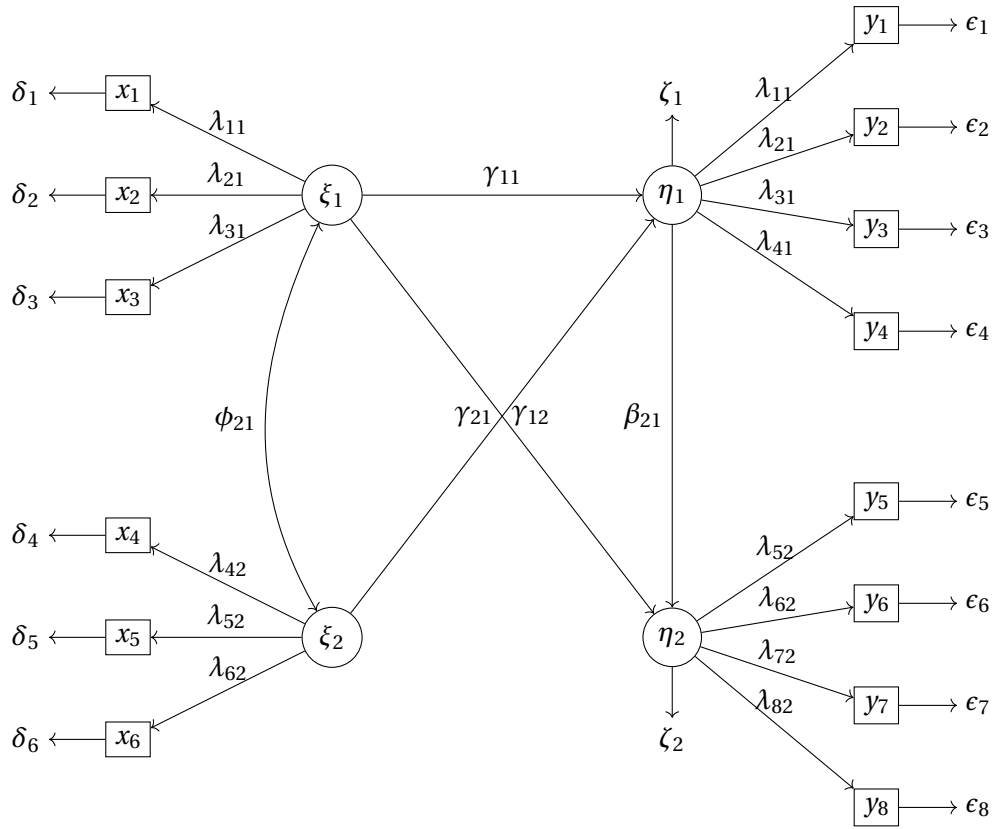 y₁ ϵ₁
δ₁ x₁ ζ₁ λ₁₁
λ₁₁ y₂ ϵ₂
λ₂₁
δ₂ x₂ λ₂₁ ξ₁ γ₁₁ η₁ λ₃₁
λ₃₁ y₃ ϵ₃
λ₄₁
δ₃ x₃
y₄ ϵ₄
ϕ₂₁ γ₂₁ γ₁₂ β₂₁
y₅ ϵ₅
δ₄ x₄ λ₅₂
λ₄₂ λ₆₂ y₆ ϵ₆
δ₅ x₅ λ₅₂ ξ₂ η₂
λ₆₂ λ₇₂
y₇ ϵ₇
λ₈₂
δ₆ x₆ ζ₂
y₈ ϵ₈